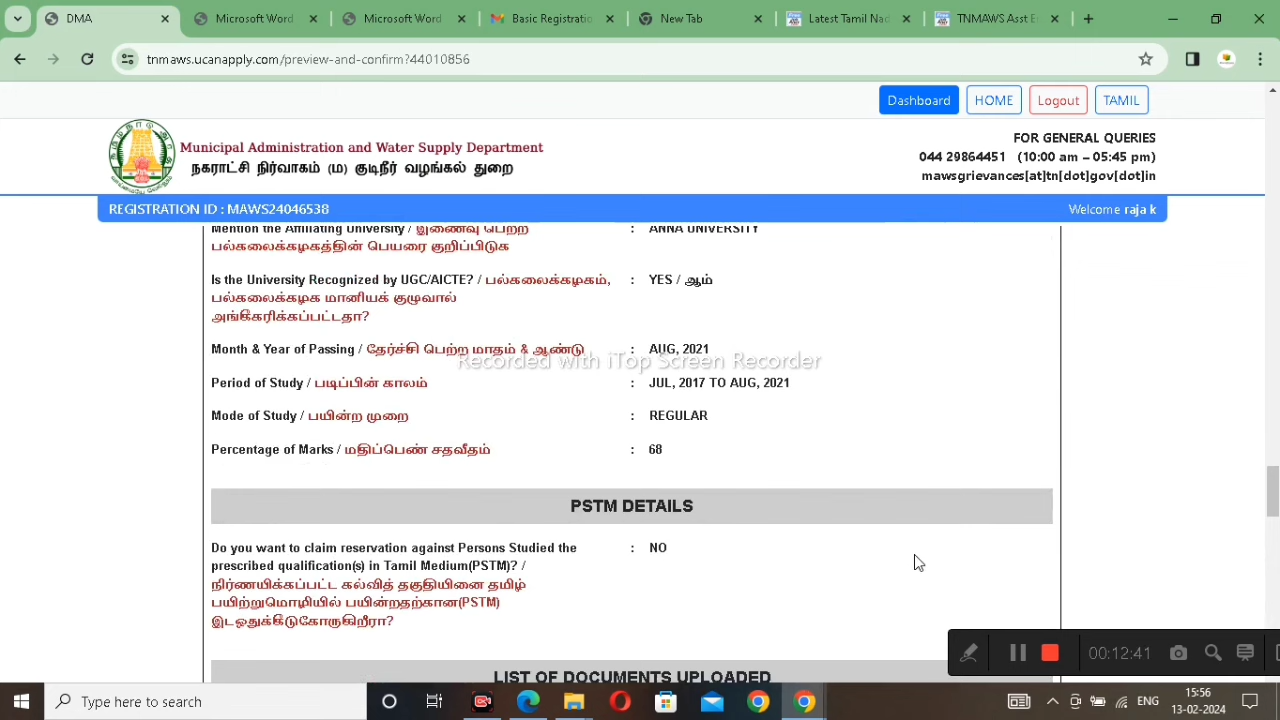 DMA
Microsoft Word
Microsoft Word
Basic Registratio
New Tab
Latest Tamil Nad
TNMAWS Asst E
tnmaws.ucanapply.com/preview-and-confirm?44010856
Dashboard HOME Logout TAMIL
Municipal Administration and Water Supply Department
நகராட்சி நிர்வாகம் (ம) குடிநீர் வழங்கல் துறை
FOR GENERAL QUERIES
044 29864451 (10:00 am – 05:45 pm)
mawsgrievances[at]tn[dot]gov[dot]in
REGISTRATION ID : MAWS24046538
Welcome raja k
Mention the Affiliating University / இணைவு பெற்ற : ANNA UNIVERSITY
பல்கலைக்கழகத்தின் பெயரை குறிப்பிடுக
Is the University Recognized by UGC/AICTE? / பல்கலைக்கழகம், : YES / ஆம்
பல்கலைக்கழக மானியக் குழுவால்
அங்கீகரிக்கப்பட்டதா?
Month & Year of Passing / தேர்ச்சி பெற்ற மாதம் & ஆண்டு : AUG, 2021
Recorded with iTop Screen Recorder
Period of Study / படிப்பின் காலம் : JUL, 2017 TO AUG, 2021
Mode of Study / பயின்ற முறை : REGULAR
Percentage of Marks / மதிப்பெண் சதவீதம் : 68
PSTM DETAILS
Do you want to claim reservation against Persons Studied the : NO
prescribed qualification(s) in Tamil Medium(PSTM)? /
நிர்ணயிக்கப்பட்ட கல்வித் தகுதியினை தமிழ்
பயிற்றுமொழியில் பயின்றதற்கான(PSTM)
இடஒதுக்கீடுகோருகிறீரா?
LIST OF DOCUMENTS UPLOADED
00:12:41
Type here to search
ENG
15:56
13-02-2024